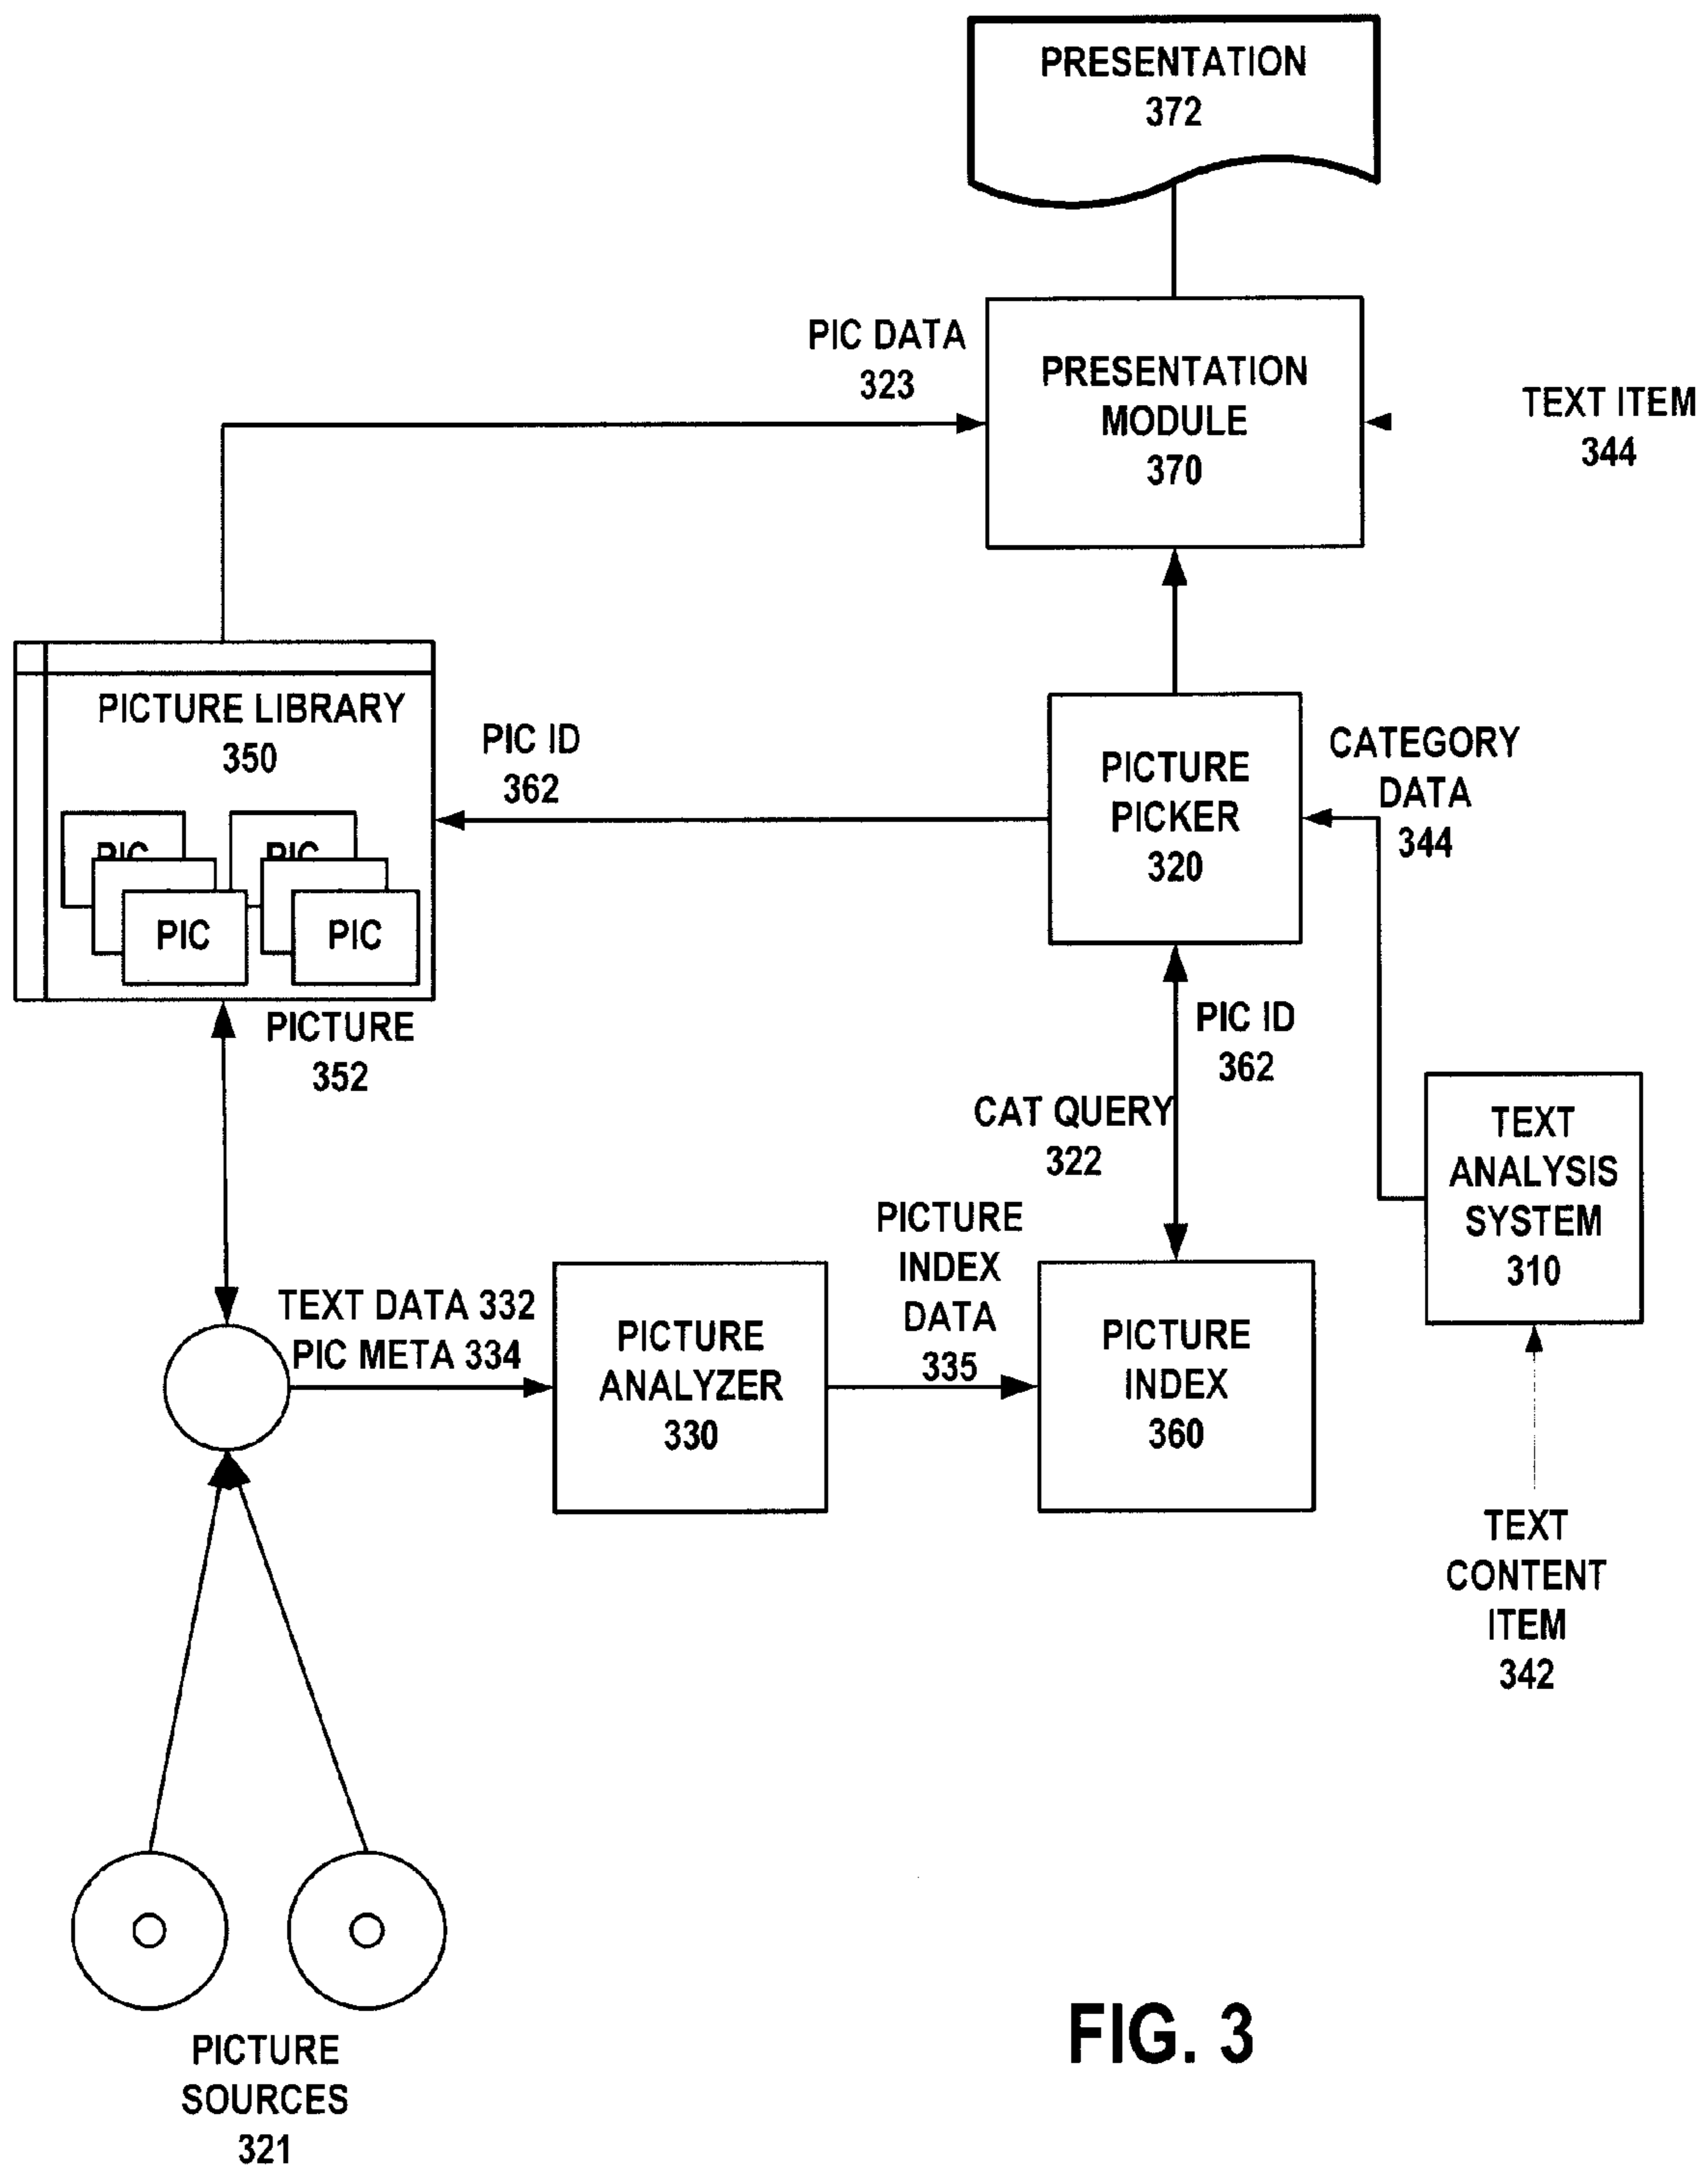 PRESENTATION
372
PIC DATA
323
PRESENTATION
MODULE
370
TEXT ITEM
344
PICTURE LIBRARY
350
PIC
PIC
PIC
PIC
PIC ID
362
PICTURE
PICKER
320
CATEGORY
DATA
344
PICTURE
352
PIC ID
362
CAT QUERY
322
TEXT
ANALYSIS
SYSTEM
310
PICTURE
INDEX
DATA
335
TEXT DATA 332
PIC META 334
PICTURE
ANALYZER
330
PICTURE
INDEX
360
TEXT
CONTENT
ITEM
342
PICTURE
SOURCES
321
FIG. 3